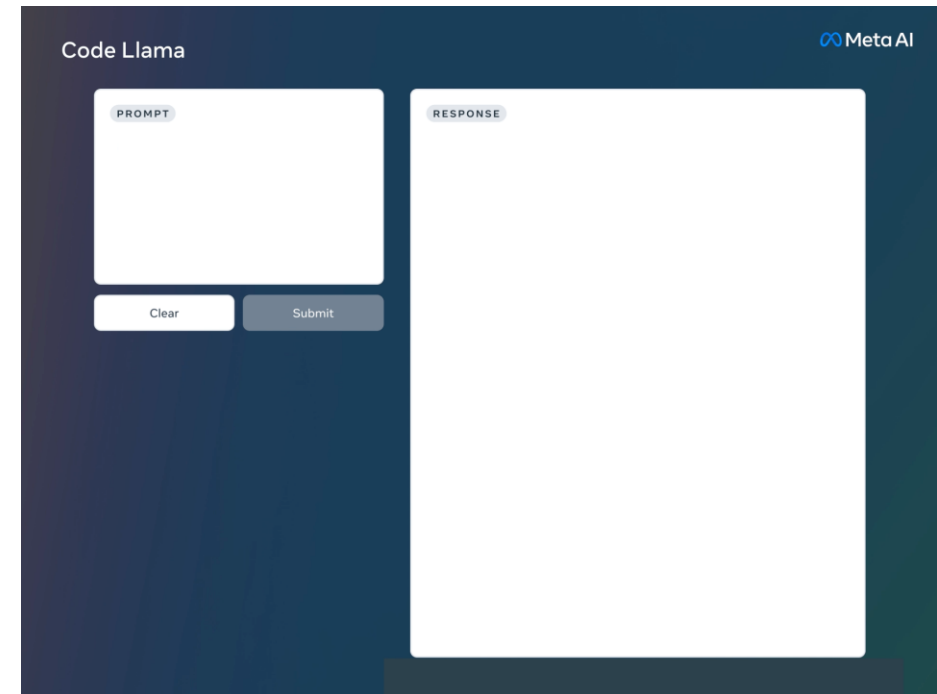 Code Llama
Meta AI
PROMPT
RESPONSE
Clear
Submit